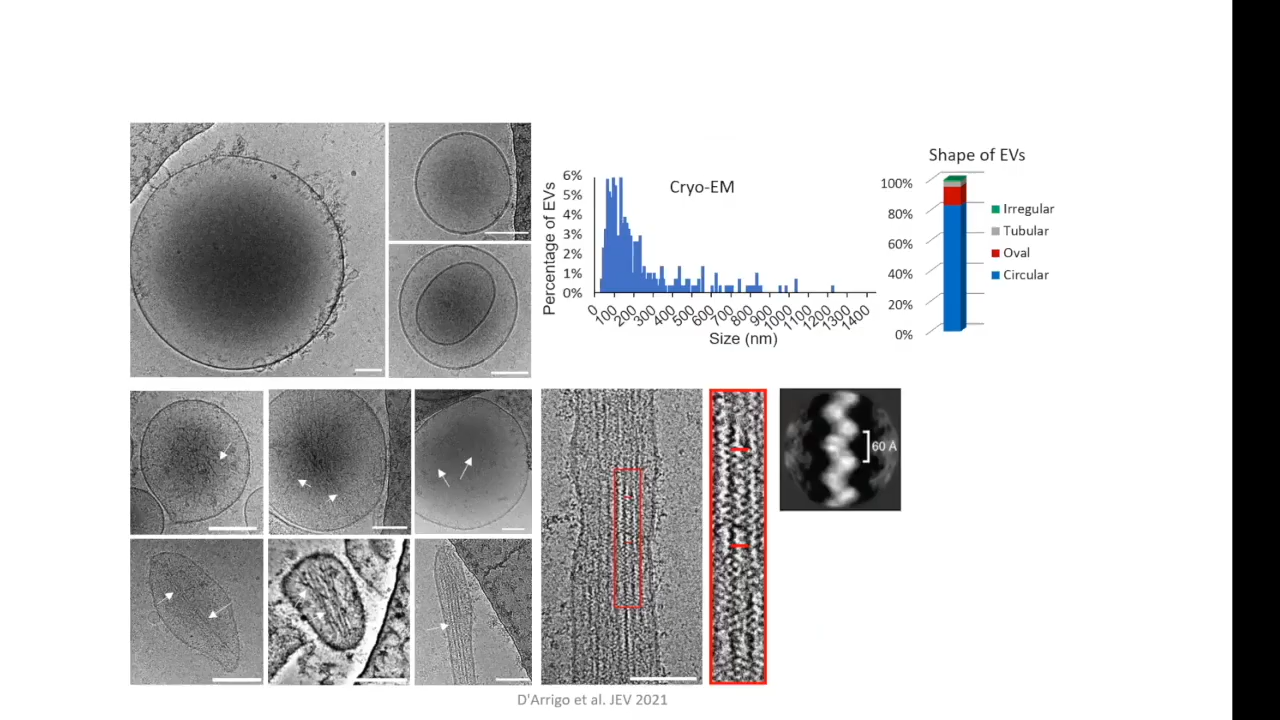 Cryo-EM
Percentage of EVs
6%
5%
4%
3%
2%
1%
0%
0 100 200 300 400 500 600 700 800 900 1000 1100 1200 1300 1400
Size (nm)
Shape of EVs
100%
80%
60%
40%
20%
0%
Irregular
Tubular
Oval
Circular
60 Å
D'Arrigo et al. JEV 2021